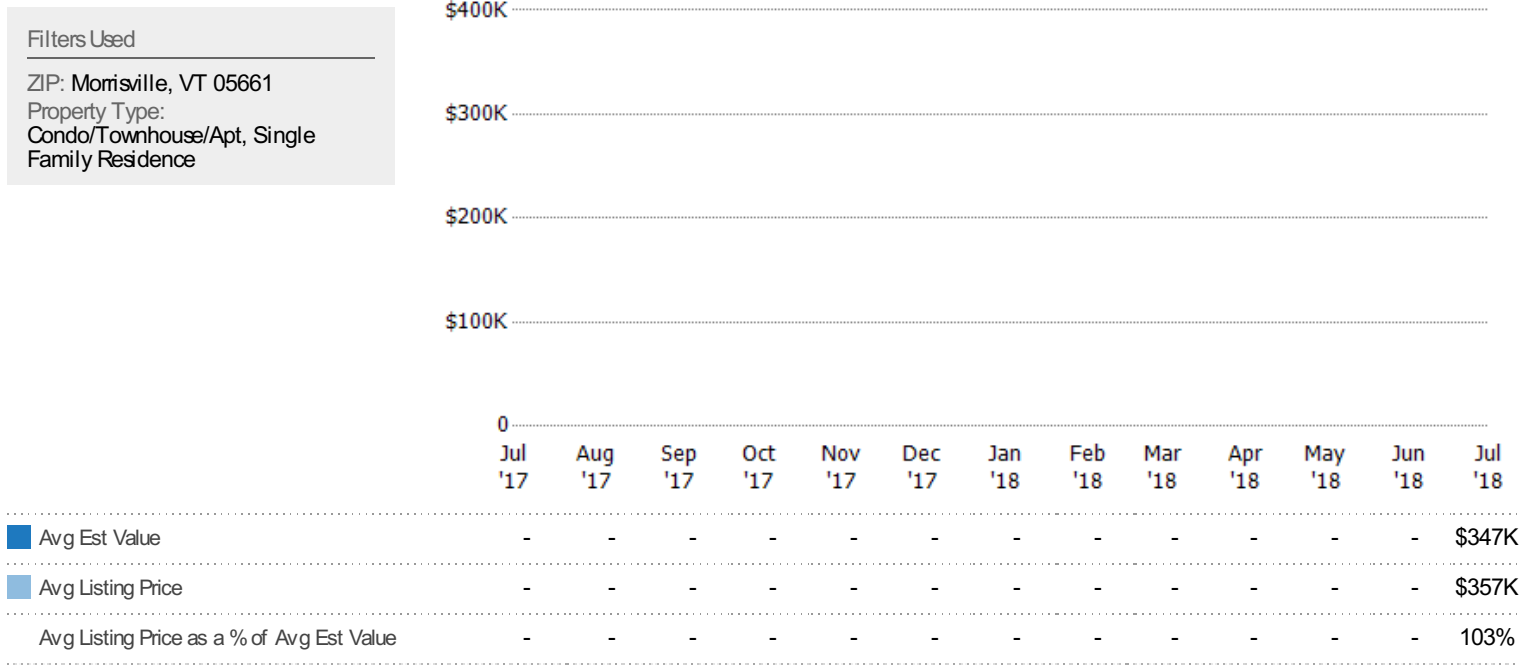 Filters Used
ZIP: Morrisville, VT 05661
Property Type:
Condo/Townhouse/Apt, Single
Family Residence
$400K
$300K
$200K
$100K
0
Jul Aug Sep Oct Nov Dec Jan Feb Mar Apr May Jun Jul
'17 '17 '17 '17 '17 '17 '18 '18 '18 '18 '18 '18 '18
Avg Est Value - - - - - - - - - - - - $347K
Avg Listing Price - - - - - - - - - - - - $357K
Avg Listing Price as a % of Avg Est Value - - - - - - - - - - - - 103%